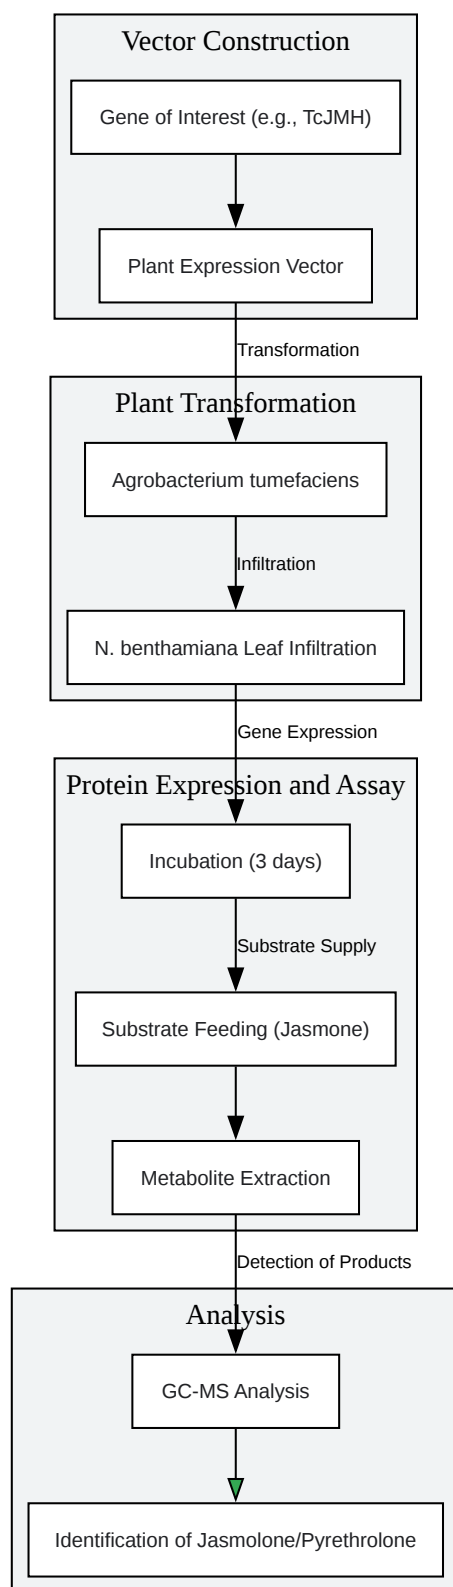 Vector Construction
Gene of Interest (e.g., TcJMH)
Plant Expression Vector
Transformation
Plant Transformation
Agrobacterium tumefaciens
Infiltration
N. benthamiana Leaf Infiltration
Gene Expression
Protein Expression and Assay
Incubation (3 days)
Substrate Supply
Substrate Feeding (Jasmone)
Metabolite Extraction
Detection of Products
Analysis
GC-MS Analysis
Identification of Jasmolone/Pyrethrolone